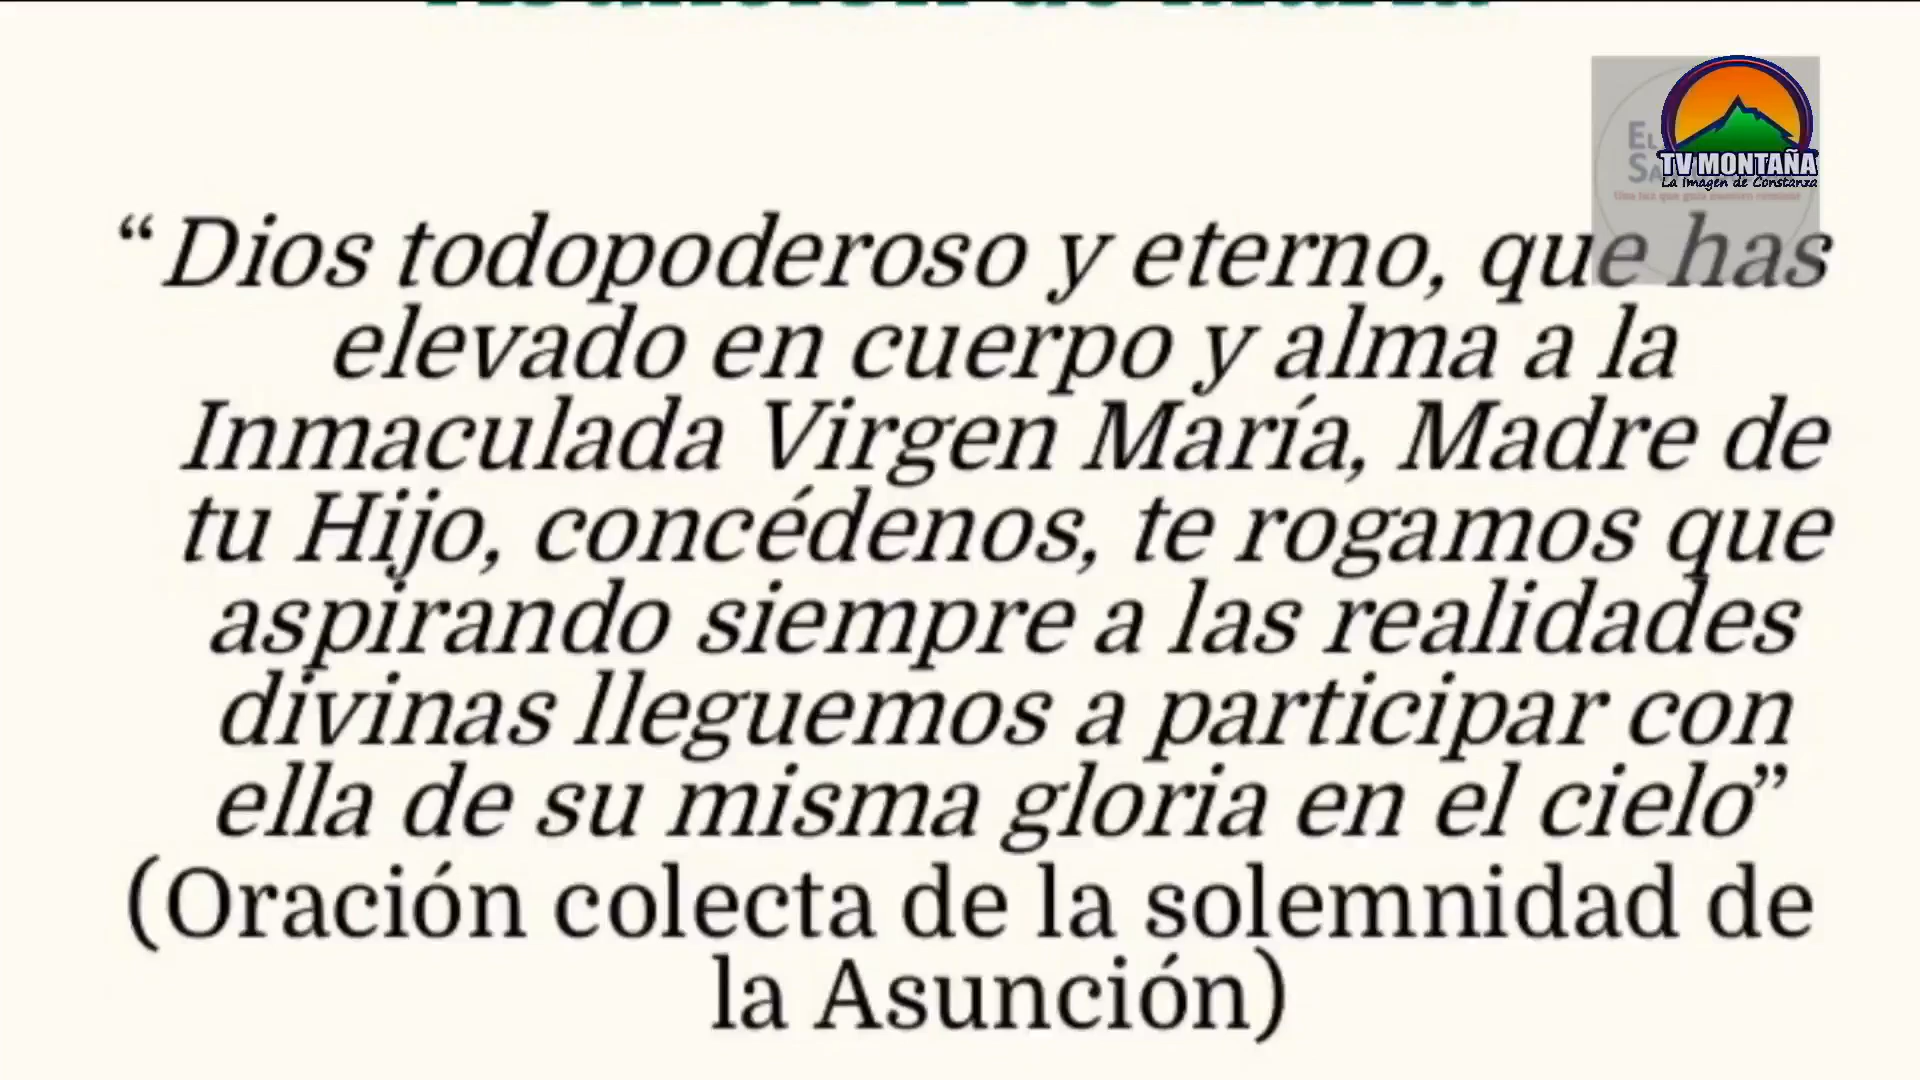 TV MONTAÑA
La Imagen de Constanza
“Dios todopoderoso y eterno, que has
elevado en cuerpo y alma a la
Inmaculada Virgen María, Madre de
tu Hijo, concédenos, te rogamos que
aspirando siempre a las realidades
divinas lleguemos a participar con
ella de su misma gloria en el cielo”
(Oración colecta de la solemnidad de
la Asunción)